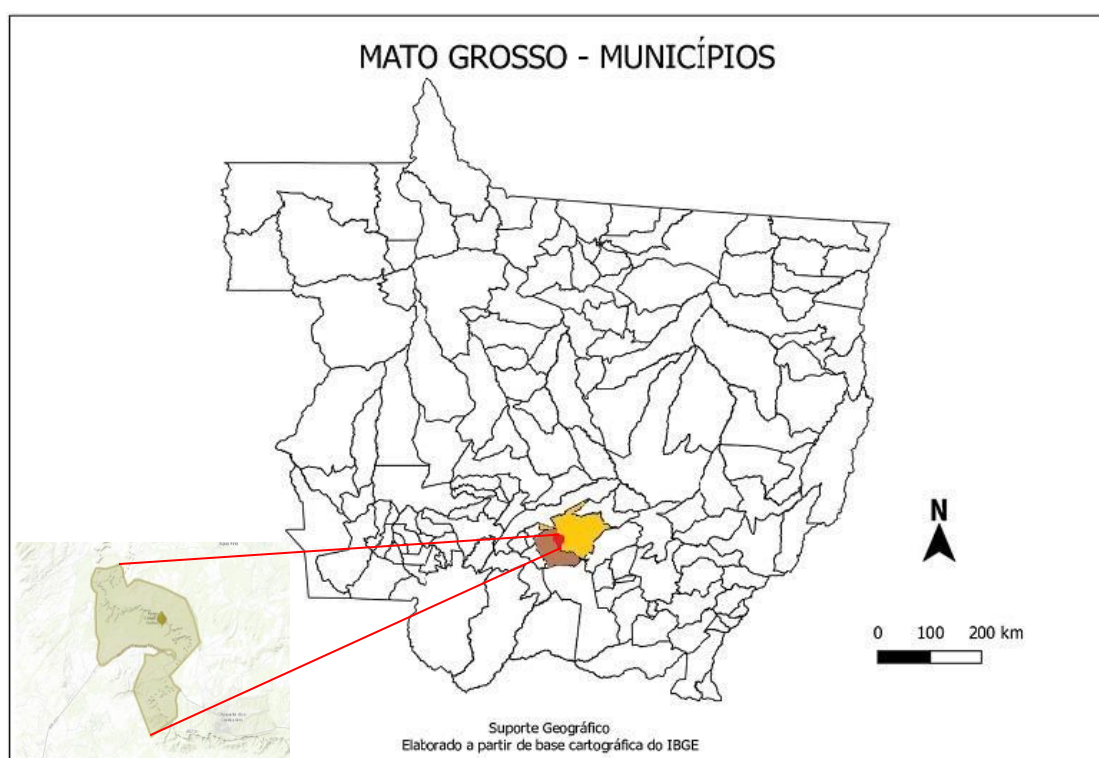 MATO GROSSO - MUNICÍPIOS
N
0 100 200 km
Suporte Geográfico
Elaborado a partir de base cartográfica do IBGE